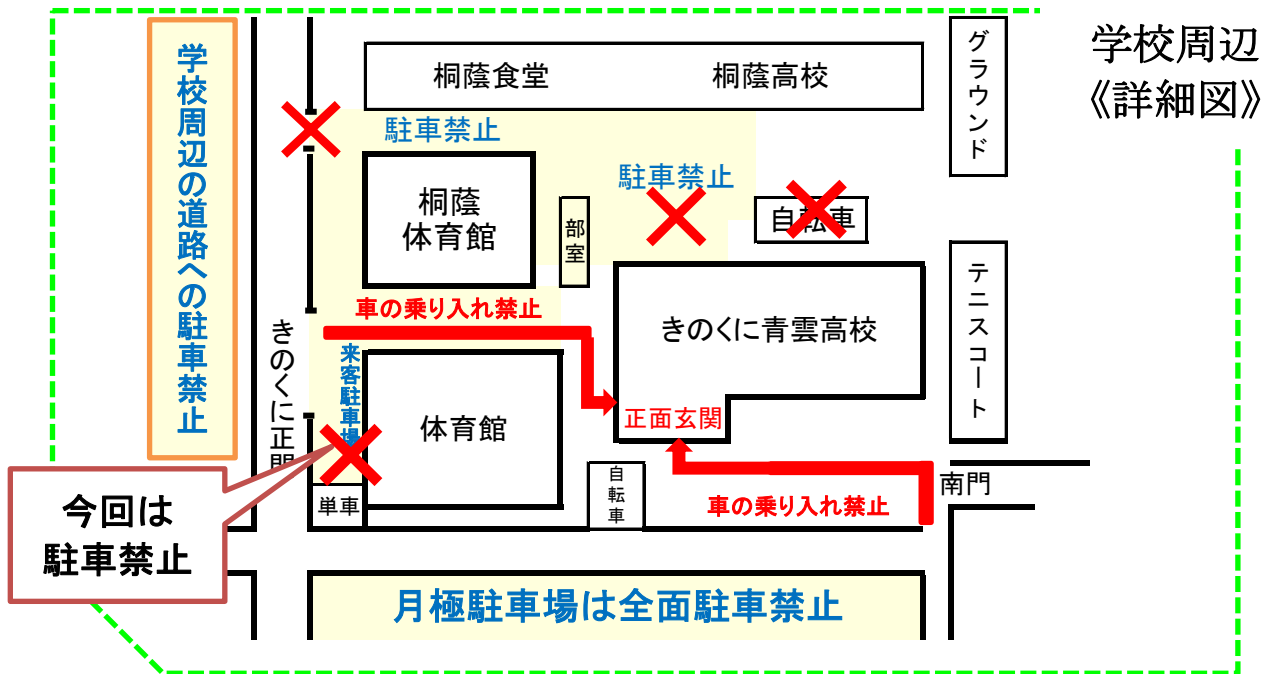 学校周辺
《詳細図》
学校周辺の道路への駐車禁止
桐蔭食堂
桐蔭高校
グラウンド
駐車禁止
駐車禁止
桐蔭
体育館
部室
自転車
テニスコート
車の乗り入れ禁止
きのくに青雲高校
きのくに正門
来客駐車場
体育館
正面玄関
今回は
駐車禁止
単車
自転車
車の乗り入れ禁止
南門
月極駐車場は全面駐車禁止